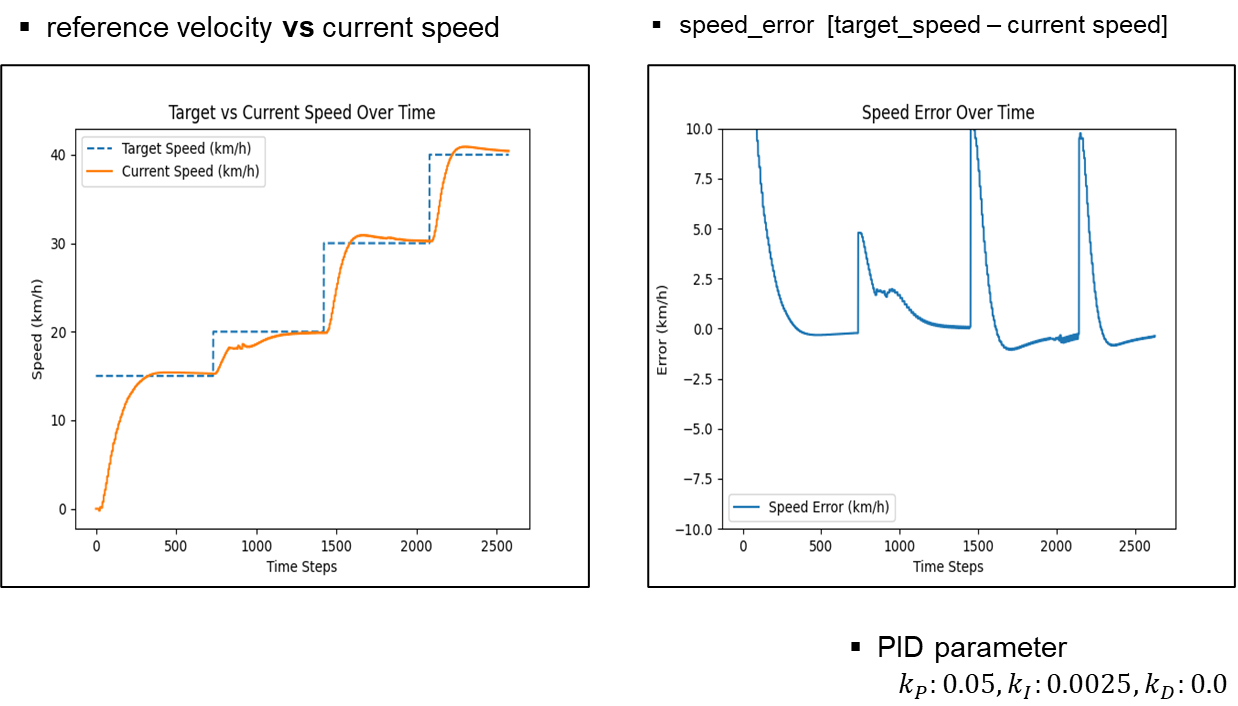 ▪ reference velocity vs current speed
▪ speed_error [target_speed – current speed]
Target vs Current Speed Over Time
Target Speed (km/h)
Current Speed (km/h)
Speed (km/h)
40
30
20
10
0
0 500 1000 1500 2000 2500
Time Steps
Speed Error Over Time
Error (km/h)
10.0
7.5
5.0
2.5
0.0
−2.5
−5.0
−7.5
−10.0
Speed Error (km/h)
0 500 1000 1500 2000 2500
Time Steps
▪ PID parameter
k_P: 0.05, k_I: 0.0025, k_D: 0.0